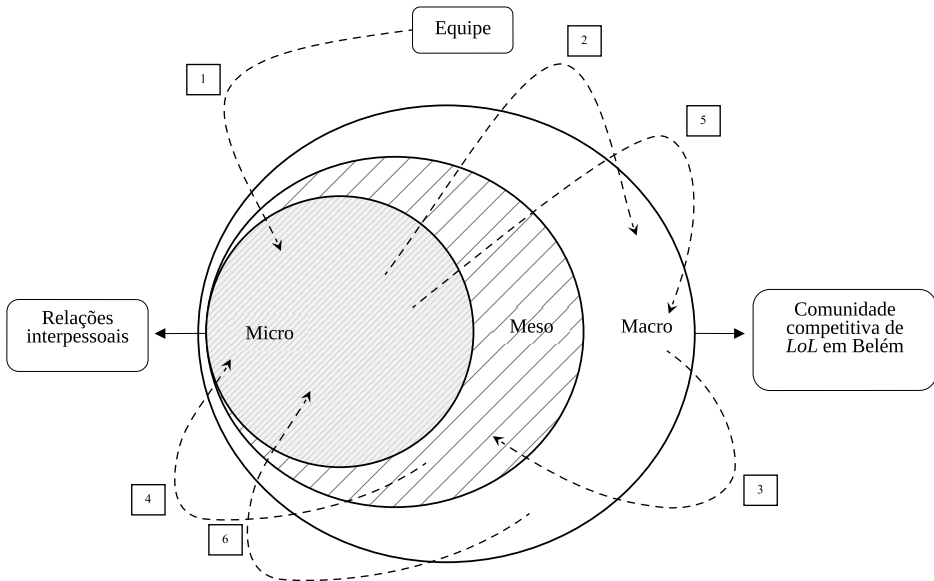 Equipe
2
1
5
Relações
interpessoais
Micro
Meso
Macro
Comunidade
competitiva de
LoL em Belém
4
3
6